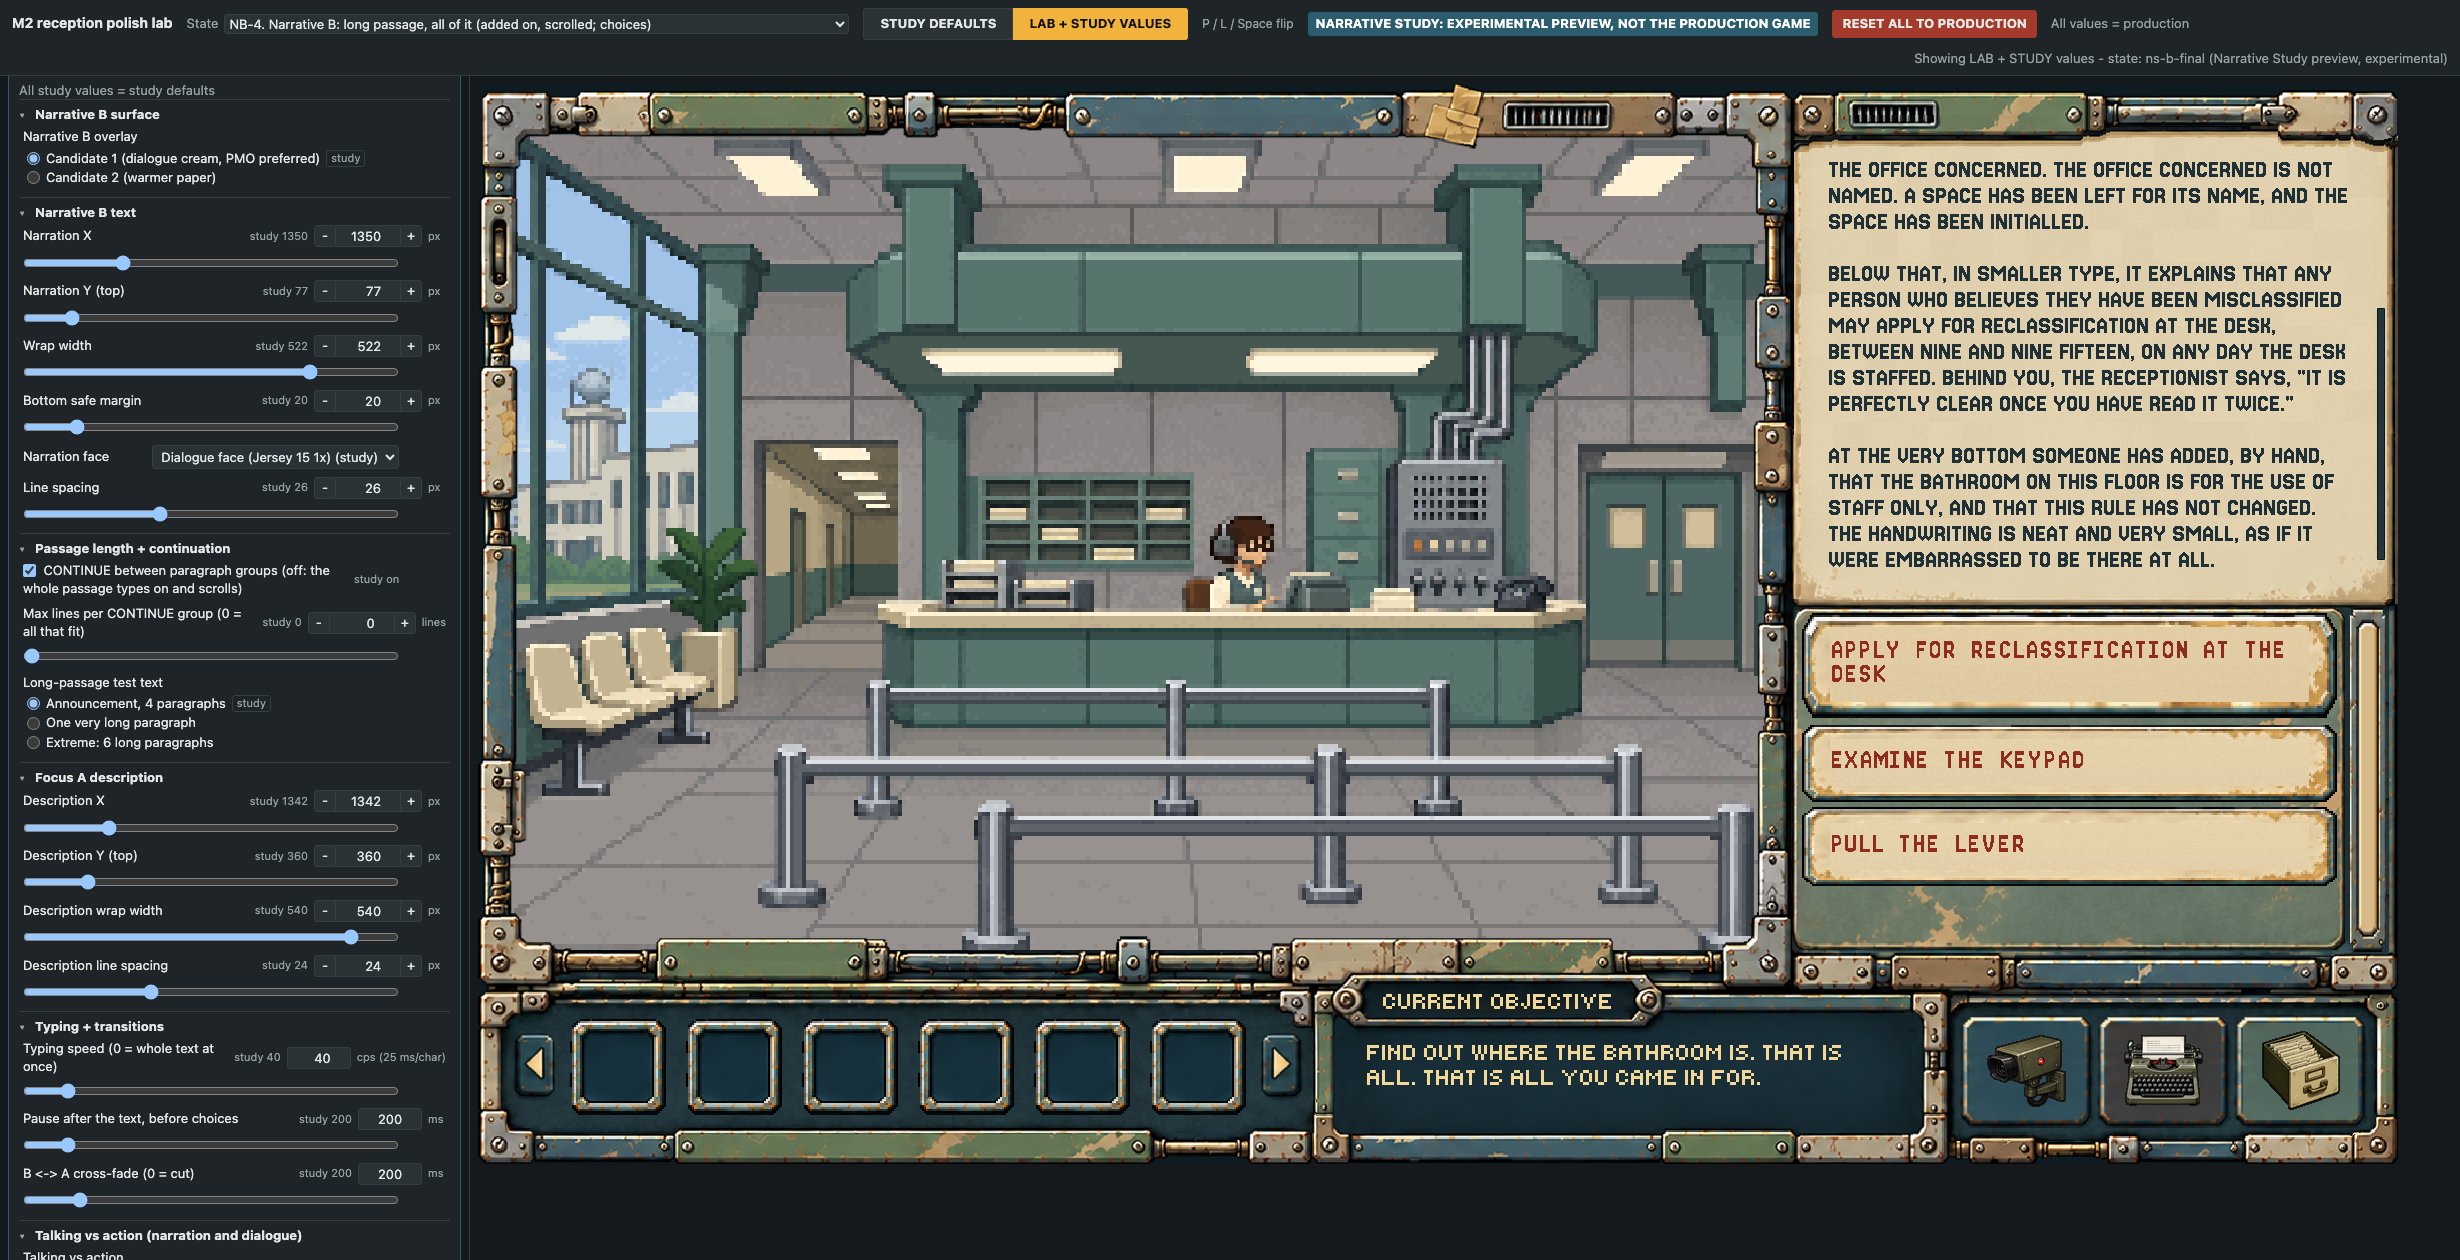 M2 reception polish lab
State
NB-4. Narrative B: long passage, all of it (added on, scrolled; choices)
STUDY DEFAULTS
LAB + STUDY VALUES
P / L / Space flip
NARRATIVE STUDY: EXPERIMENTAL PREVIEW, NOT THE PRODUCTION GAME
RESET ALL TO PRODUCTION
All values = production
Showing LAB + STUDY values - state: ns-b-final (Narrative Study preview, experimental)
All study values = study defaults
Narrative B surface
Narrative B overlay
Candidate 1 (dialogue cream, PMO preferred) study
Candidate 2 (warmer paper)
Narrative B text
Narration X study 1350 - 1350 + px
Narration Y (top) study 77 - 77 + px
Wrap width study 522 - 522 + px
Bottom safe margin study 20 - 20 + px
Narration face Dialogue face (Jersey 15 1x) (study)
Line spacing study 26 - 26 + px
Passage length + continuation
CONTINUE between paragraph groups (off: the
whole passage types on and scrolls) study on
Max lines per CONTINUE group (0 =
all that fit) study 0 - 0 + lines
Long-passage test text
Announcement, 4 paragraphs study
One very long paragraph
Extreme: 6 long paragraphs
Focus A description
Description X study 1342 - 1342 + px
Description Y (top) study 360 - 360 + px
Description wrap width study 540 - 540 + px
Description line spacing study 24 - 24 + px
Typing + transitions
Typing speed (0 = whole text at
once) study 40 40 cps (25 ms/char)
Pause after the text, before choices study 200 200 ms
B <-> A cross-fade (0 = cut) study 200 200 ms
Talking vs action (narration and dialogue)
Talking vs action
THE OFFICE CONCERNED. THE OFFICE CONCERNED IS NOT
NAMED. A SPACE HAS BEEN LEFT FOR ITS NAME, AND THE
SPACE HAS BEEN INITIALLED.
BELOW THAT, IN SMALLER TYPE, IT EXPLAINS THAT ANY
PERSON WHO BELIEVES THEY HAVE BEEN MISCLASSIFIED
MAY APPLY FOR RECLASSIFICATION AT THE DESK,
BETWEEN NINE AND NINE FIFTEEN, ON ANY DAY THE DESK
IS STAFFED. BEHIND YOU, THE RECEPTIONIST SAYS, "IT IS
PERFECTLY CLEAR ONCE YOU HAVE READ IT TWICE."
AT THE VERY BOTTOM SOMEONE HAS ADDED, BY HAND,
THAT THE BATHROOM ON THIS FLOOR IS FOR THE USE OF
STAFF ONLY, AND THAT THIS RULE HAS NOT CHANGED.
THE HANDWRITING IS NEAT AND VERY SMALL, AS IF IT
WERE EMBARRASSED TO BE THERE AT ALL.
APPLY FOR RECLASSIFICATION AT THE
DESK
EXAMINE THE KEYPAD
PULL THE LEVER
CURRENT OBJECTIVE
FIND OUT WHERE THE BATHROOM IS. THAT IS
ALL. THAT IS ALL YOU CAME IN FOR.